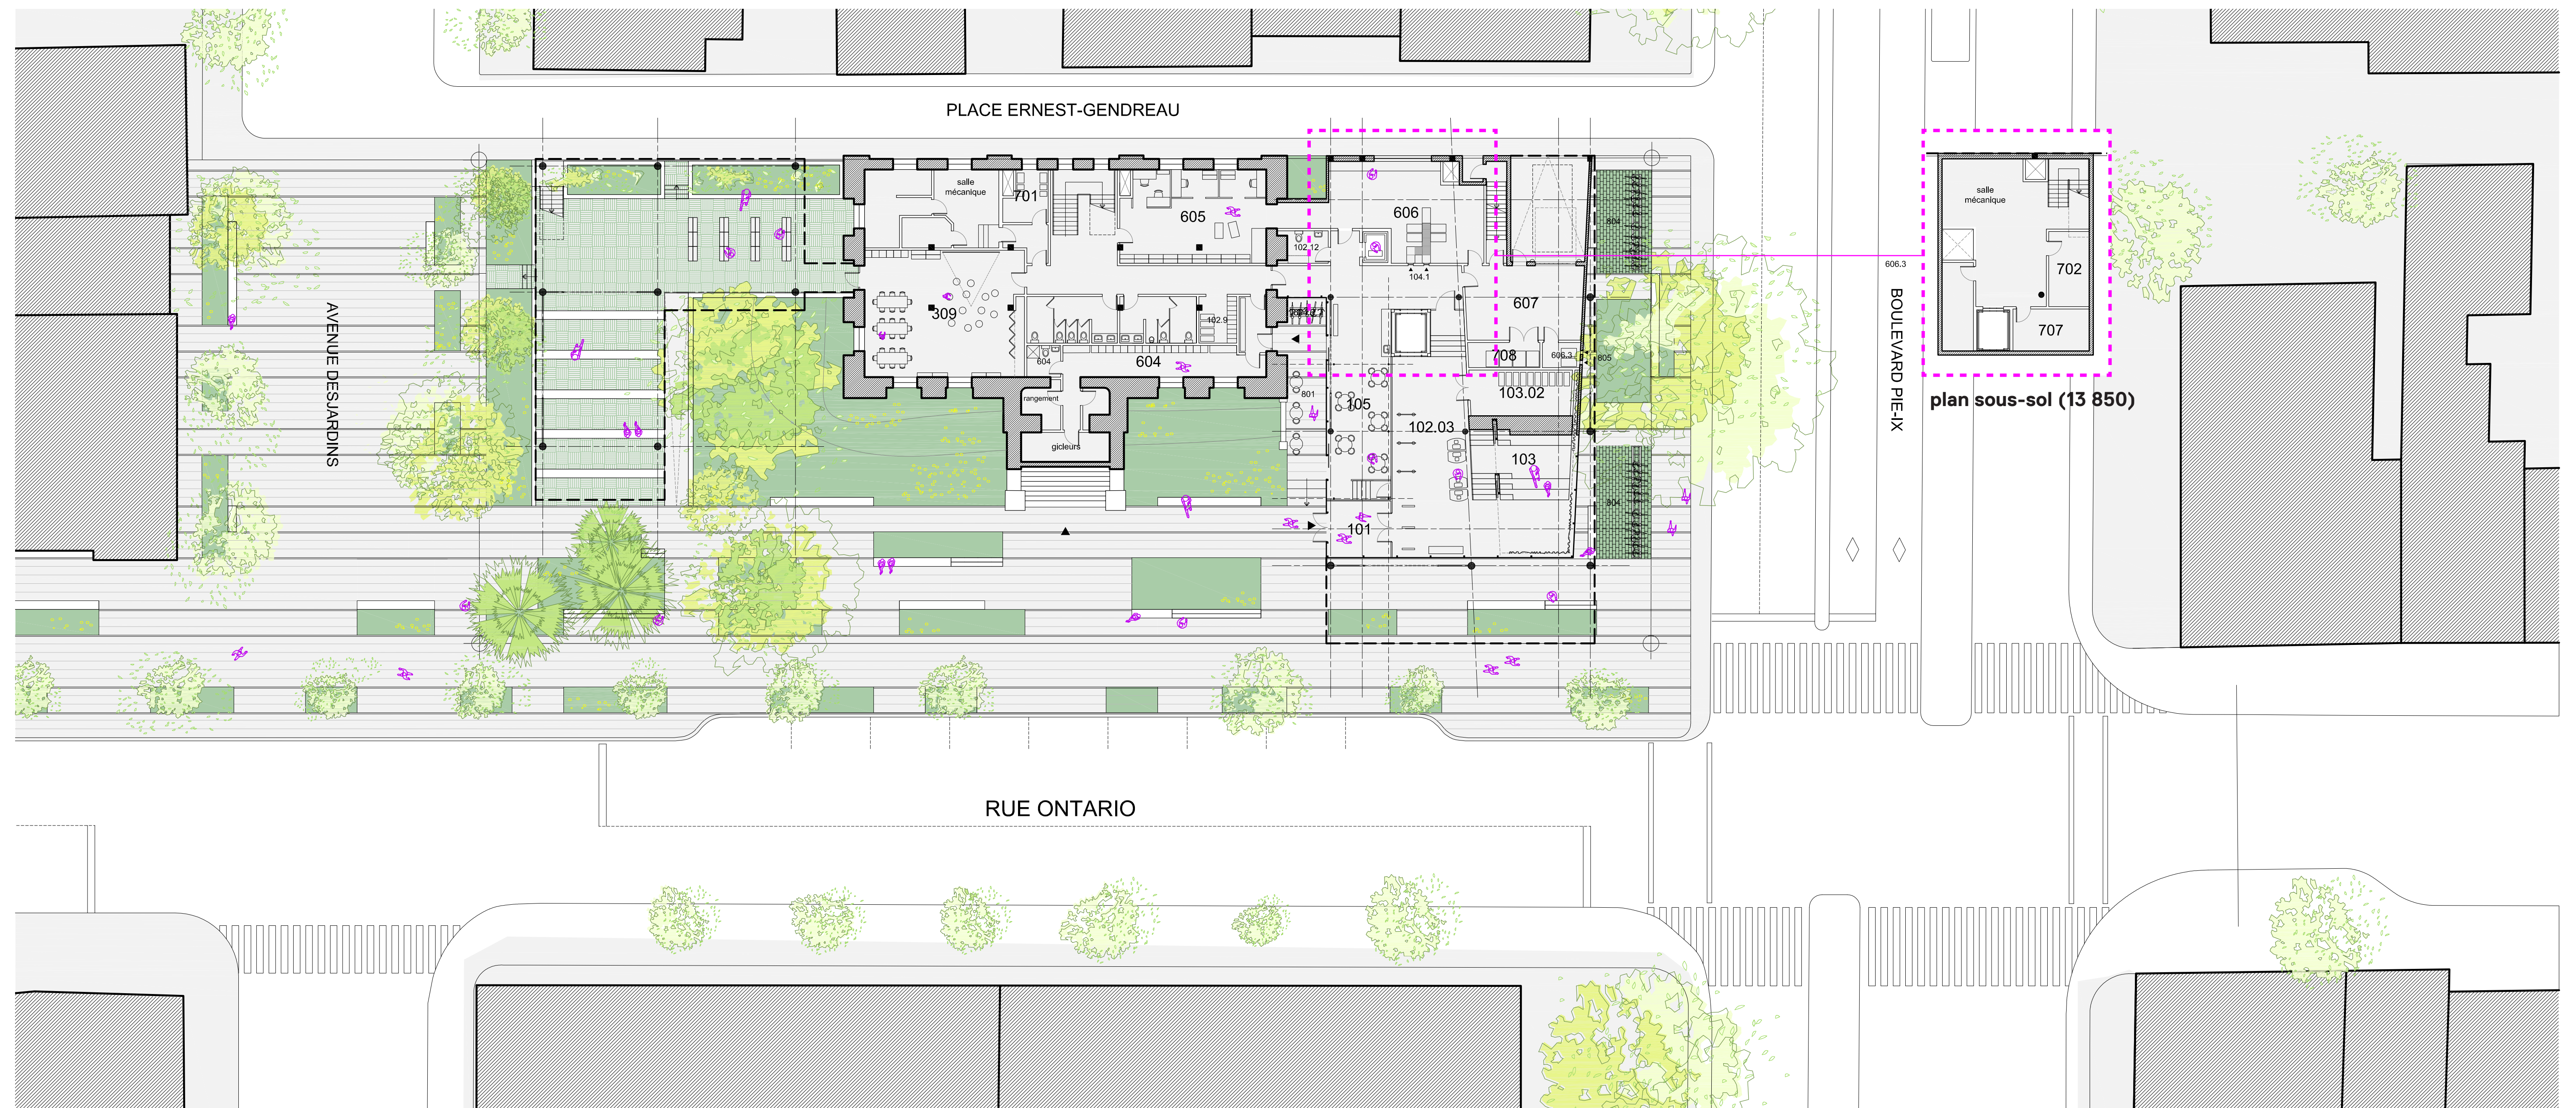 PLACE ERNEST-GENDREAU
salle
mécanique
701
605
606
804
102.12
104.1
606.3
salle
mécanique
702
707
plan sous-sol (13 850)
BOULEVARD PIE-IX
AVENUE DESJARDINS
309
607
102.9
604
604
708
606.3
805
rangement
gicleurs
801
105
103.02
102.03
103
804
101
RUE ONTARIO